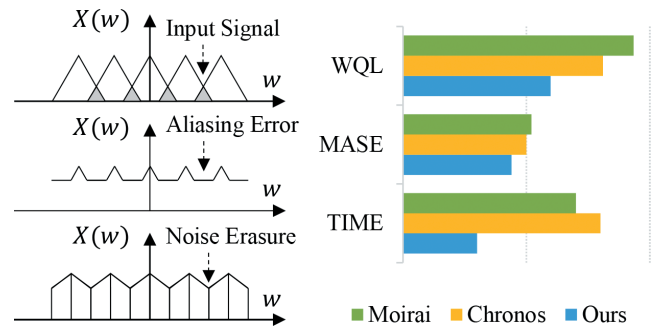 X(w)
Input Signal
w
X(w)
Aliasing Error
w
X(w)
Noise Erasure
w
WQL
MASE
TIME
Moirai
Chronos
Ours